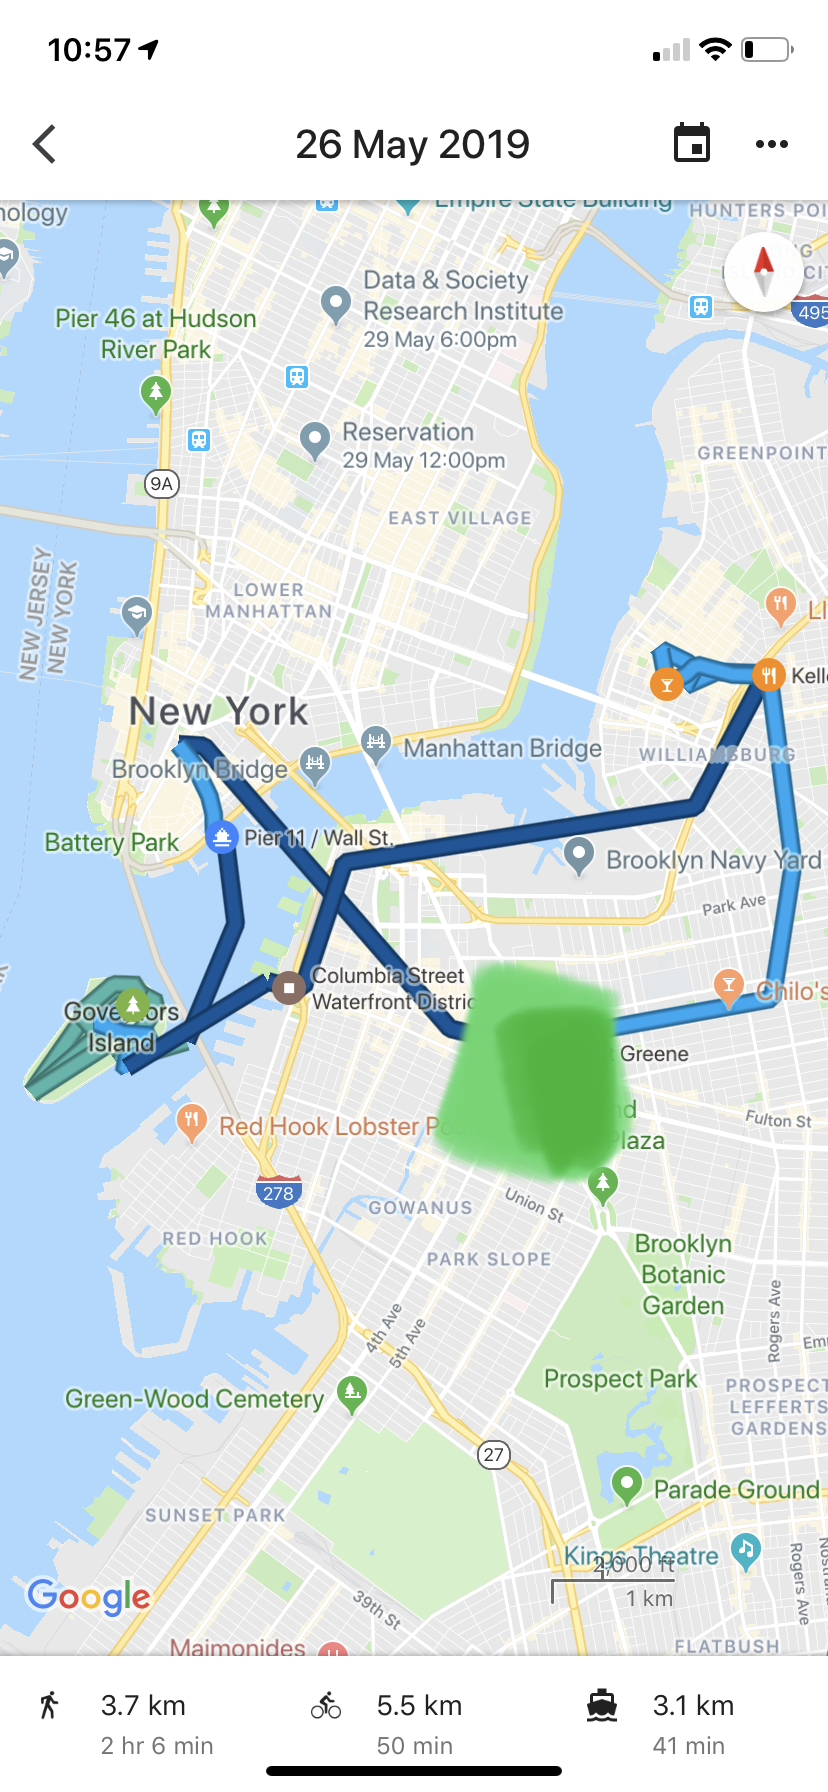 10:57
26 May 2019
nology
Empire State Building
HUNTERS POI
495
Data & Society
Research Institute
29 May 6:00pm
Pier 46 at Hudson
River Park
Reservation
29 May 12:00pm
GREENPOINT
9A
EAST VILLAGE
NEW JERSEY
NEW YORK
LOWER
MANHATTAN
LI
Kell
New York
Manhattan Bridge
WILLIAMSBURG
Brooklyn Bridge
Battery Park
Pier 11 / Wall St.
Brooklyn Navy Yard
Park Ave
Columbia Street
Waterfront Distric
Chilo's
Governors
Island
t Greene
nd
Plaza
Red Hook Lobster Po
Fulton St
278
GOWANUS
Union St
RED HOOK
PARK SLOPE
Brooklyn
Botanic
Garden
4th Ave
5th Ave
Rogers Ave
Em
Green-Wood Cemetery
Prospect Park
PROSPECT
LEFFERTS
GARDENS
27
Parade Ground
SUNSET PARK
Kings Theatre
2,000 ft
1 km
Rogers Ave
Google
39th St
Maimonides
FLATBUSH
3.7 km
2 hr 6 min
5.5 km
50 min
3.1 km
41 min